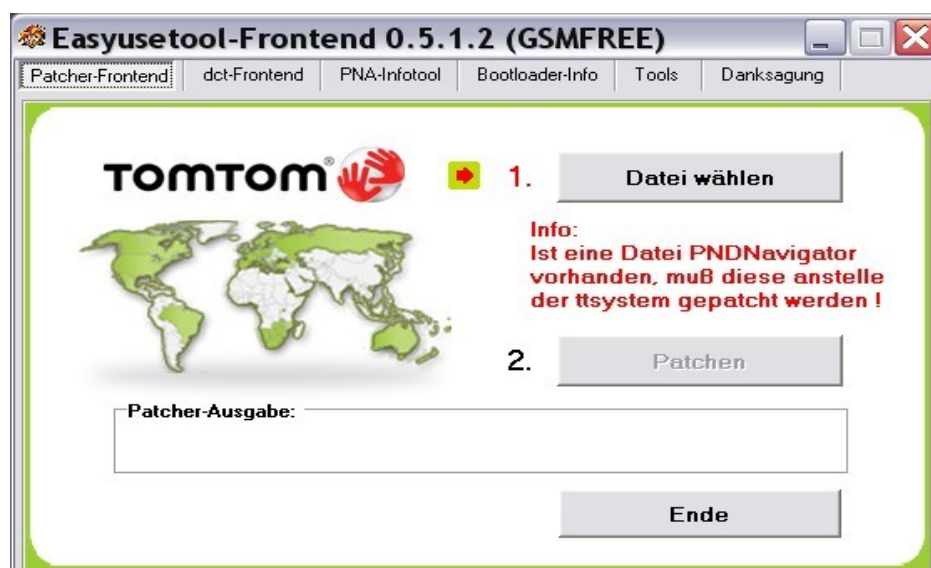 Easyusetool-Frontend 0.5.1.2 (GSMFREE)
Patcher-Frontend dct-Frontend PNA-Infotool Bootloader-Info Tools Danksagung
TOMTOM®
1. Datei wählen
Info:
Ist eine Datei PNDNavigator
vorhanden, muß diese anstelle
der ttsystem gepatcht werden !
2. Patchen
Patcher-Ausgabe:
Ende